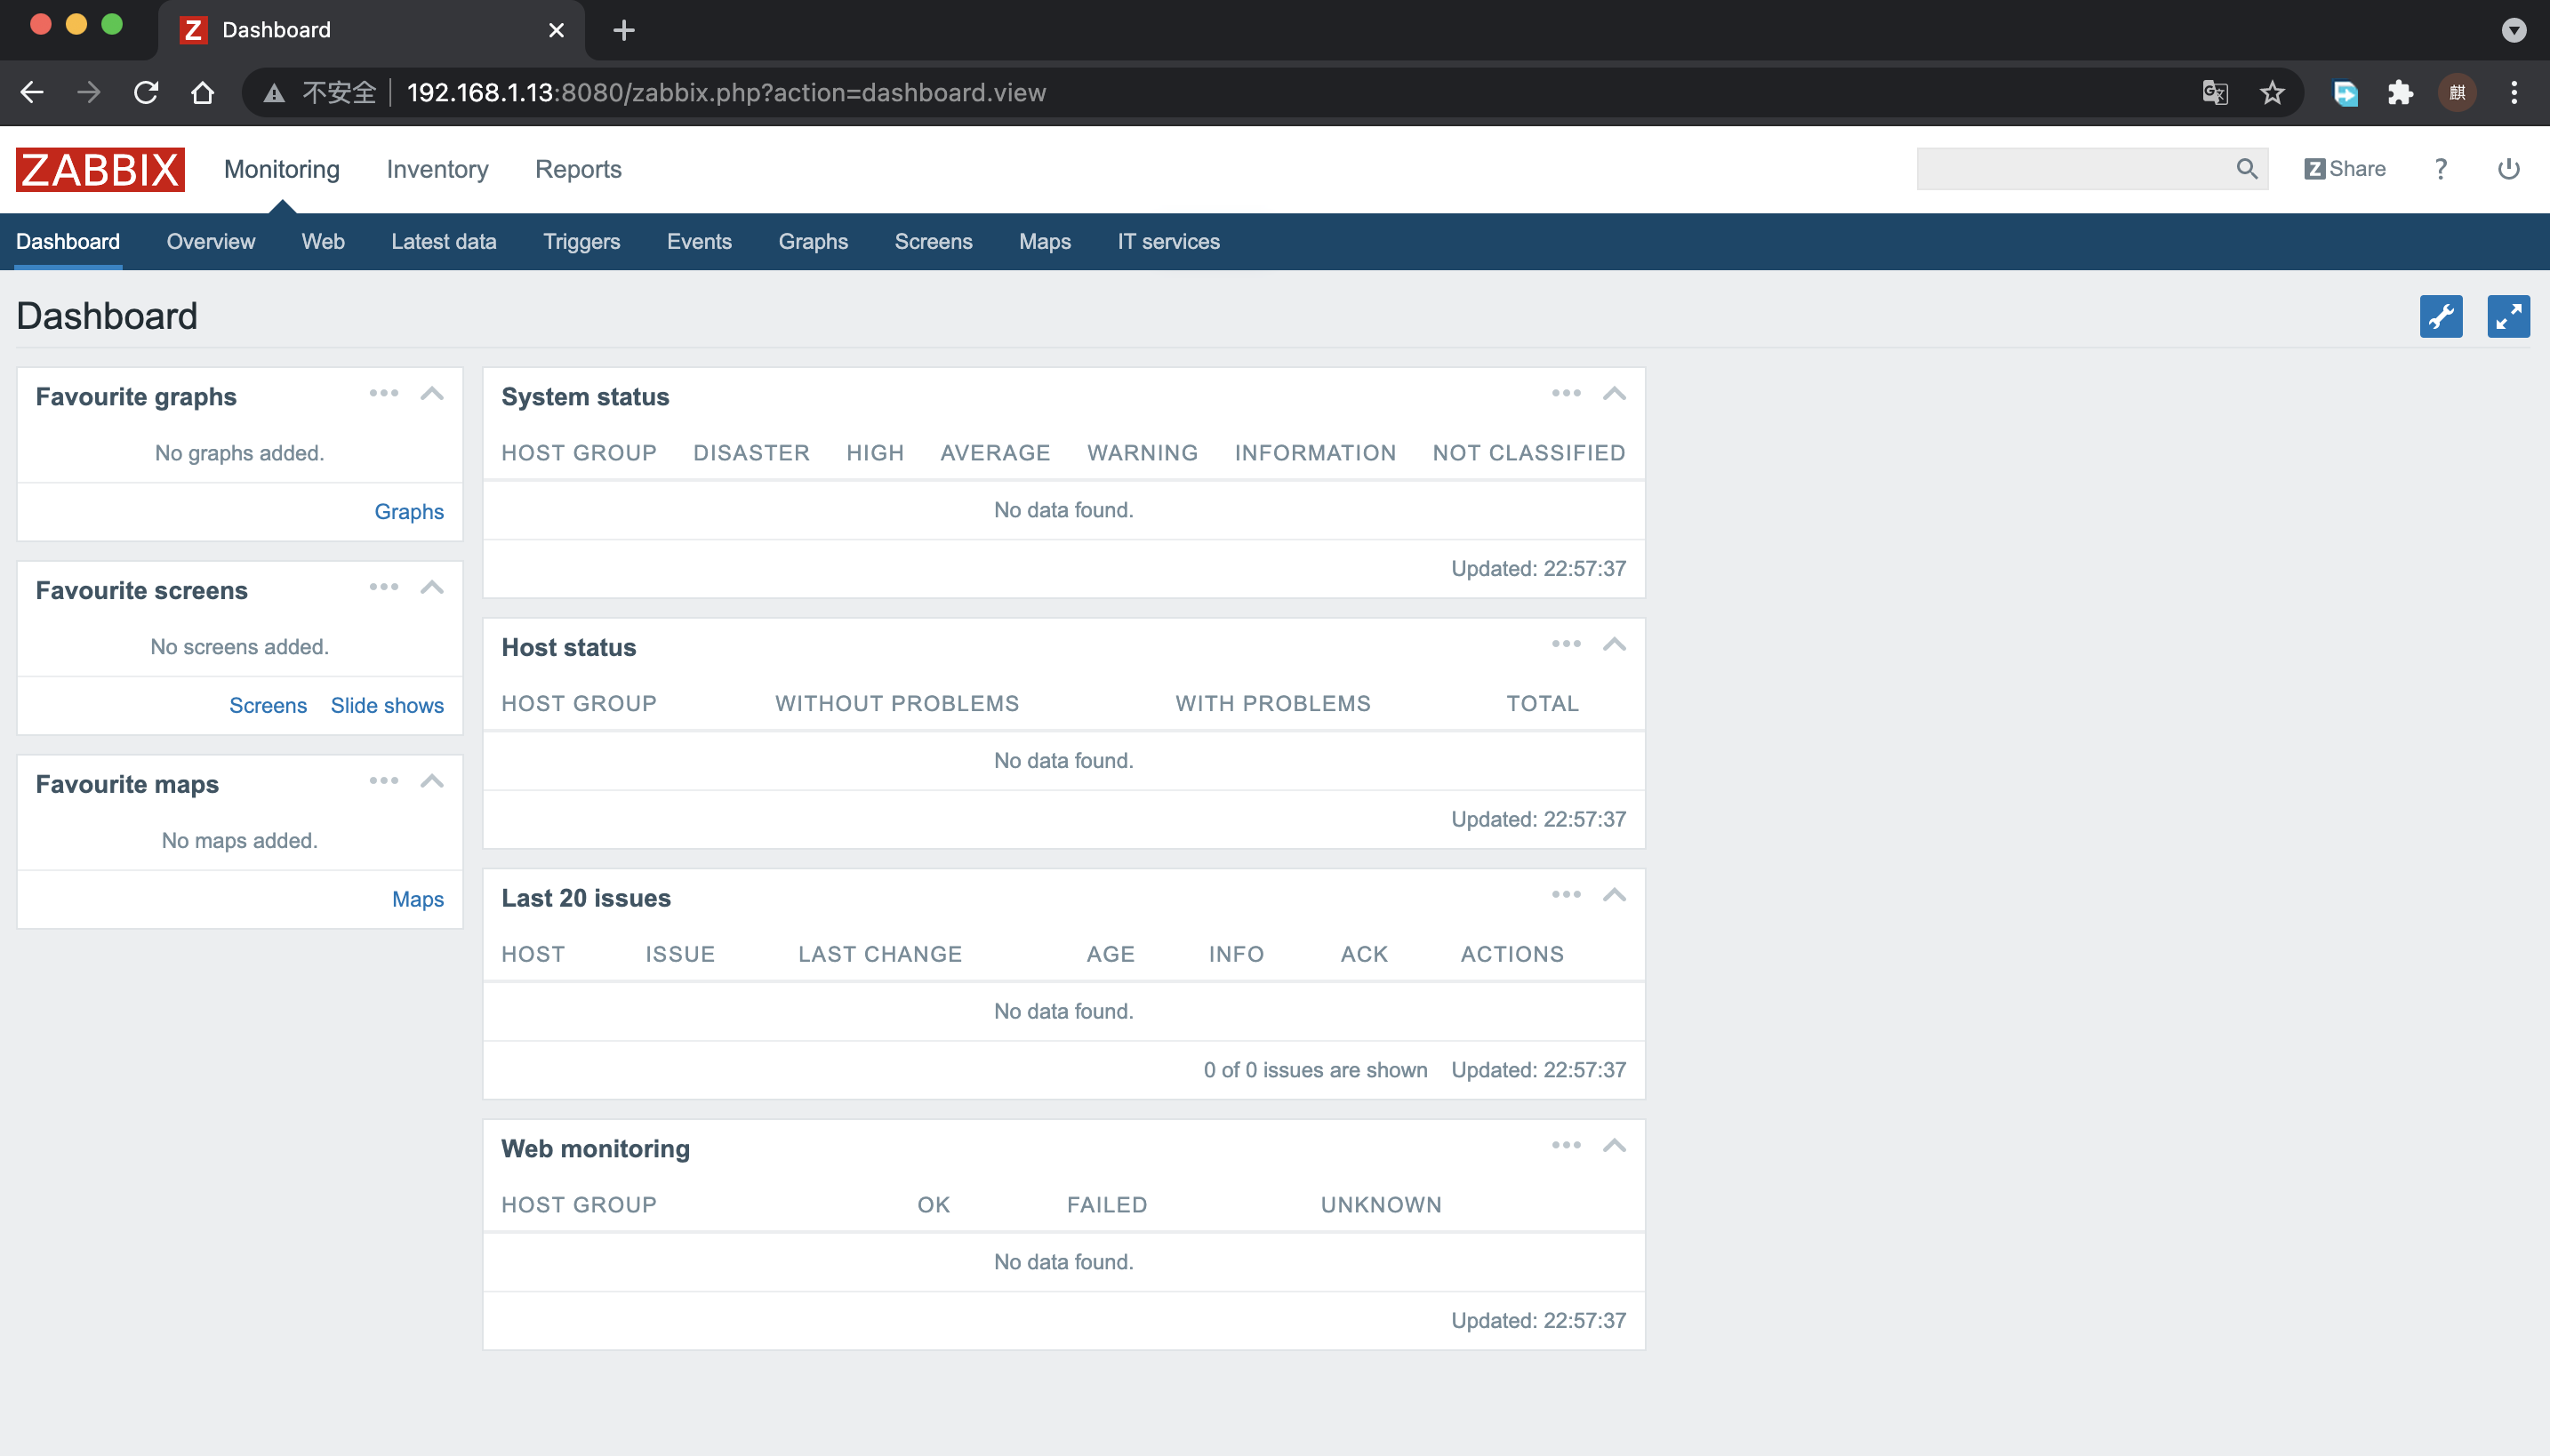 Z Dashboard
不安全 192.168.1.13:8080/zabbix.php?action=dashboard.view
麒
ZABBIX Monitoring Inventory Reports Z Share ?
Dashboard Overview Web Latest data Triggers Events Graphs Screens Maps IT services
Dashboard
Favourite graphs
No graphs added.
Graphs
Favourite screens
No screens added.
Screens Slide shows
Favourite maps
No maps added.
Maps
System status
HOST GROUP DISASTER HIGH AVERAGE WARNING INFORMATION NOT CLASSIFIED
No data found.
Updated: 22:57:37
Host status
HOST GROUP WITHOUT PROBLEMS WITH PROBLEMS TOTAL
No data found.
Updated: 22:57:37
Last 20 issues
HOST ISSUE LAST CHANGE AGE INFO ACK ACTIONS
No data found.
0 of 0 issues are shown Updated: 22:57:37
Web monitoring
HOST GROUP OK FAILED UNKNOWN
No data found.
Updated: 22:57:37